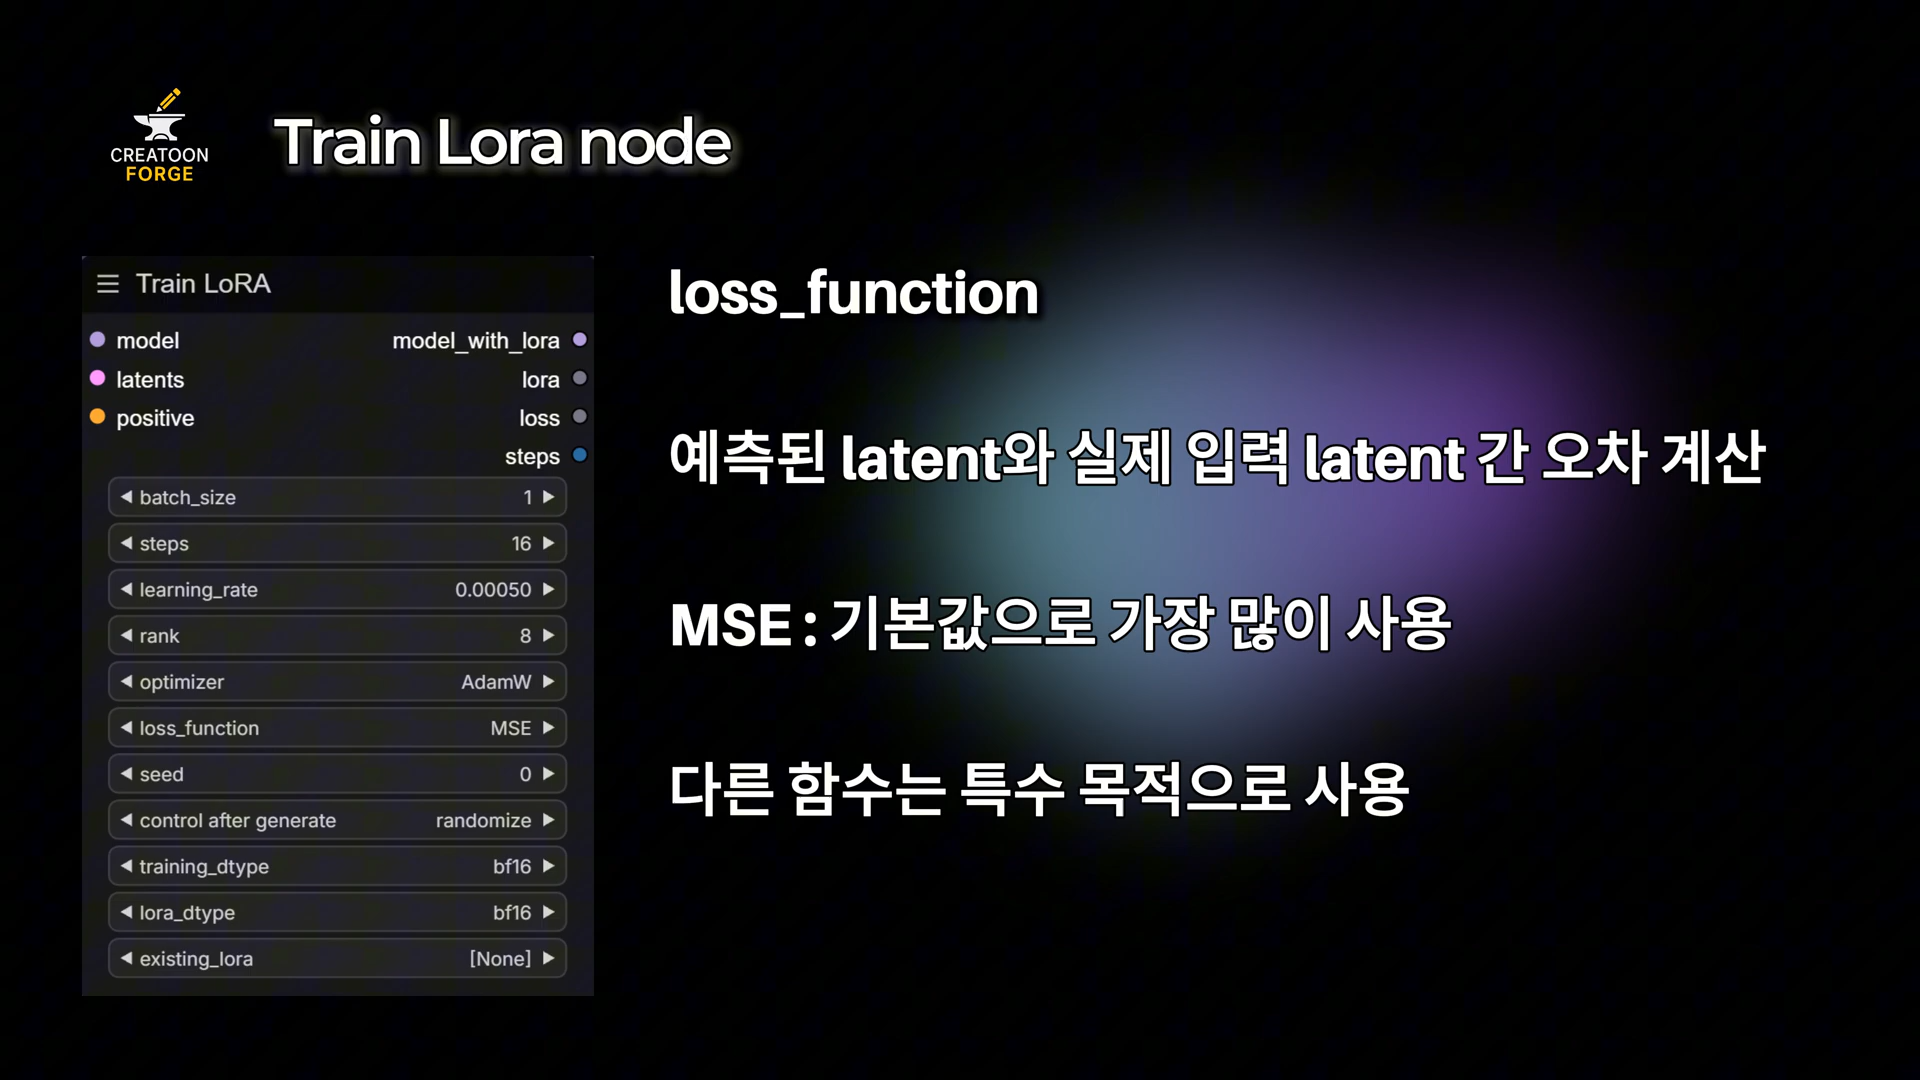 CREATOON
FORGE
Train Lora node
Train LoRA
model model_with_lora
latents lora
positive loss
steps
batch_size 1
steps 16
learning_rate 0.00050
rank 8
optimizer AdamW
loss_function MSE
seed 0
control after generate randomize
training_dtype bf16
lora_dtype bf16
existing_lora [None]
loss_function
예측된 latent와 실제 입력 latent 간 오차 계산
MSE : 기본값으로 가장 많이 사용
다른 함수는 특수 목적으로 사용